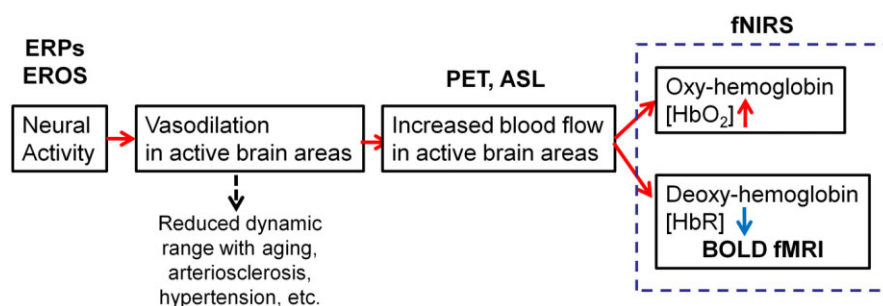 ERPs
EROS
Neural
Activity
Vasodilation
in active brain areas
Reduced dynamic
range with aging,
arteriosclerosis,
hypertension, etc.
PET, ASL
Increased blood flow
in active brain areas
fNIRS
Oxy-hemoglobin
[HbO₂]
Deoxy-hemoglobin
[HbR]
BOLD fMRI